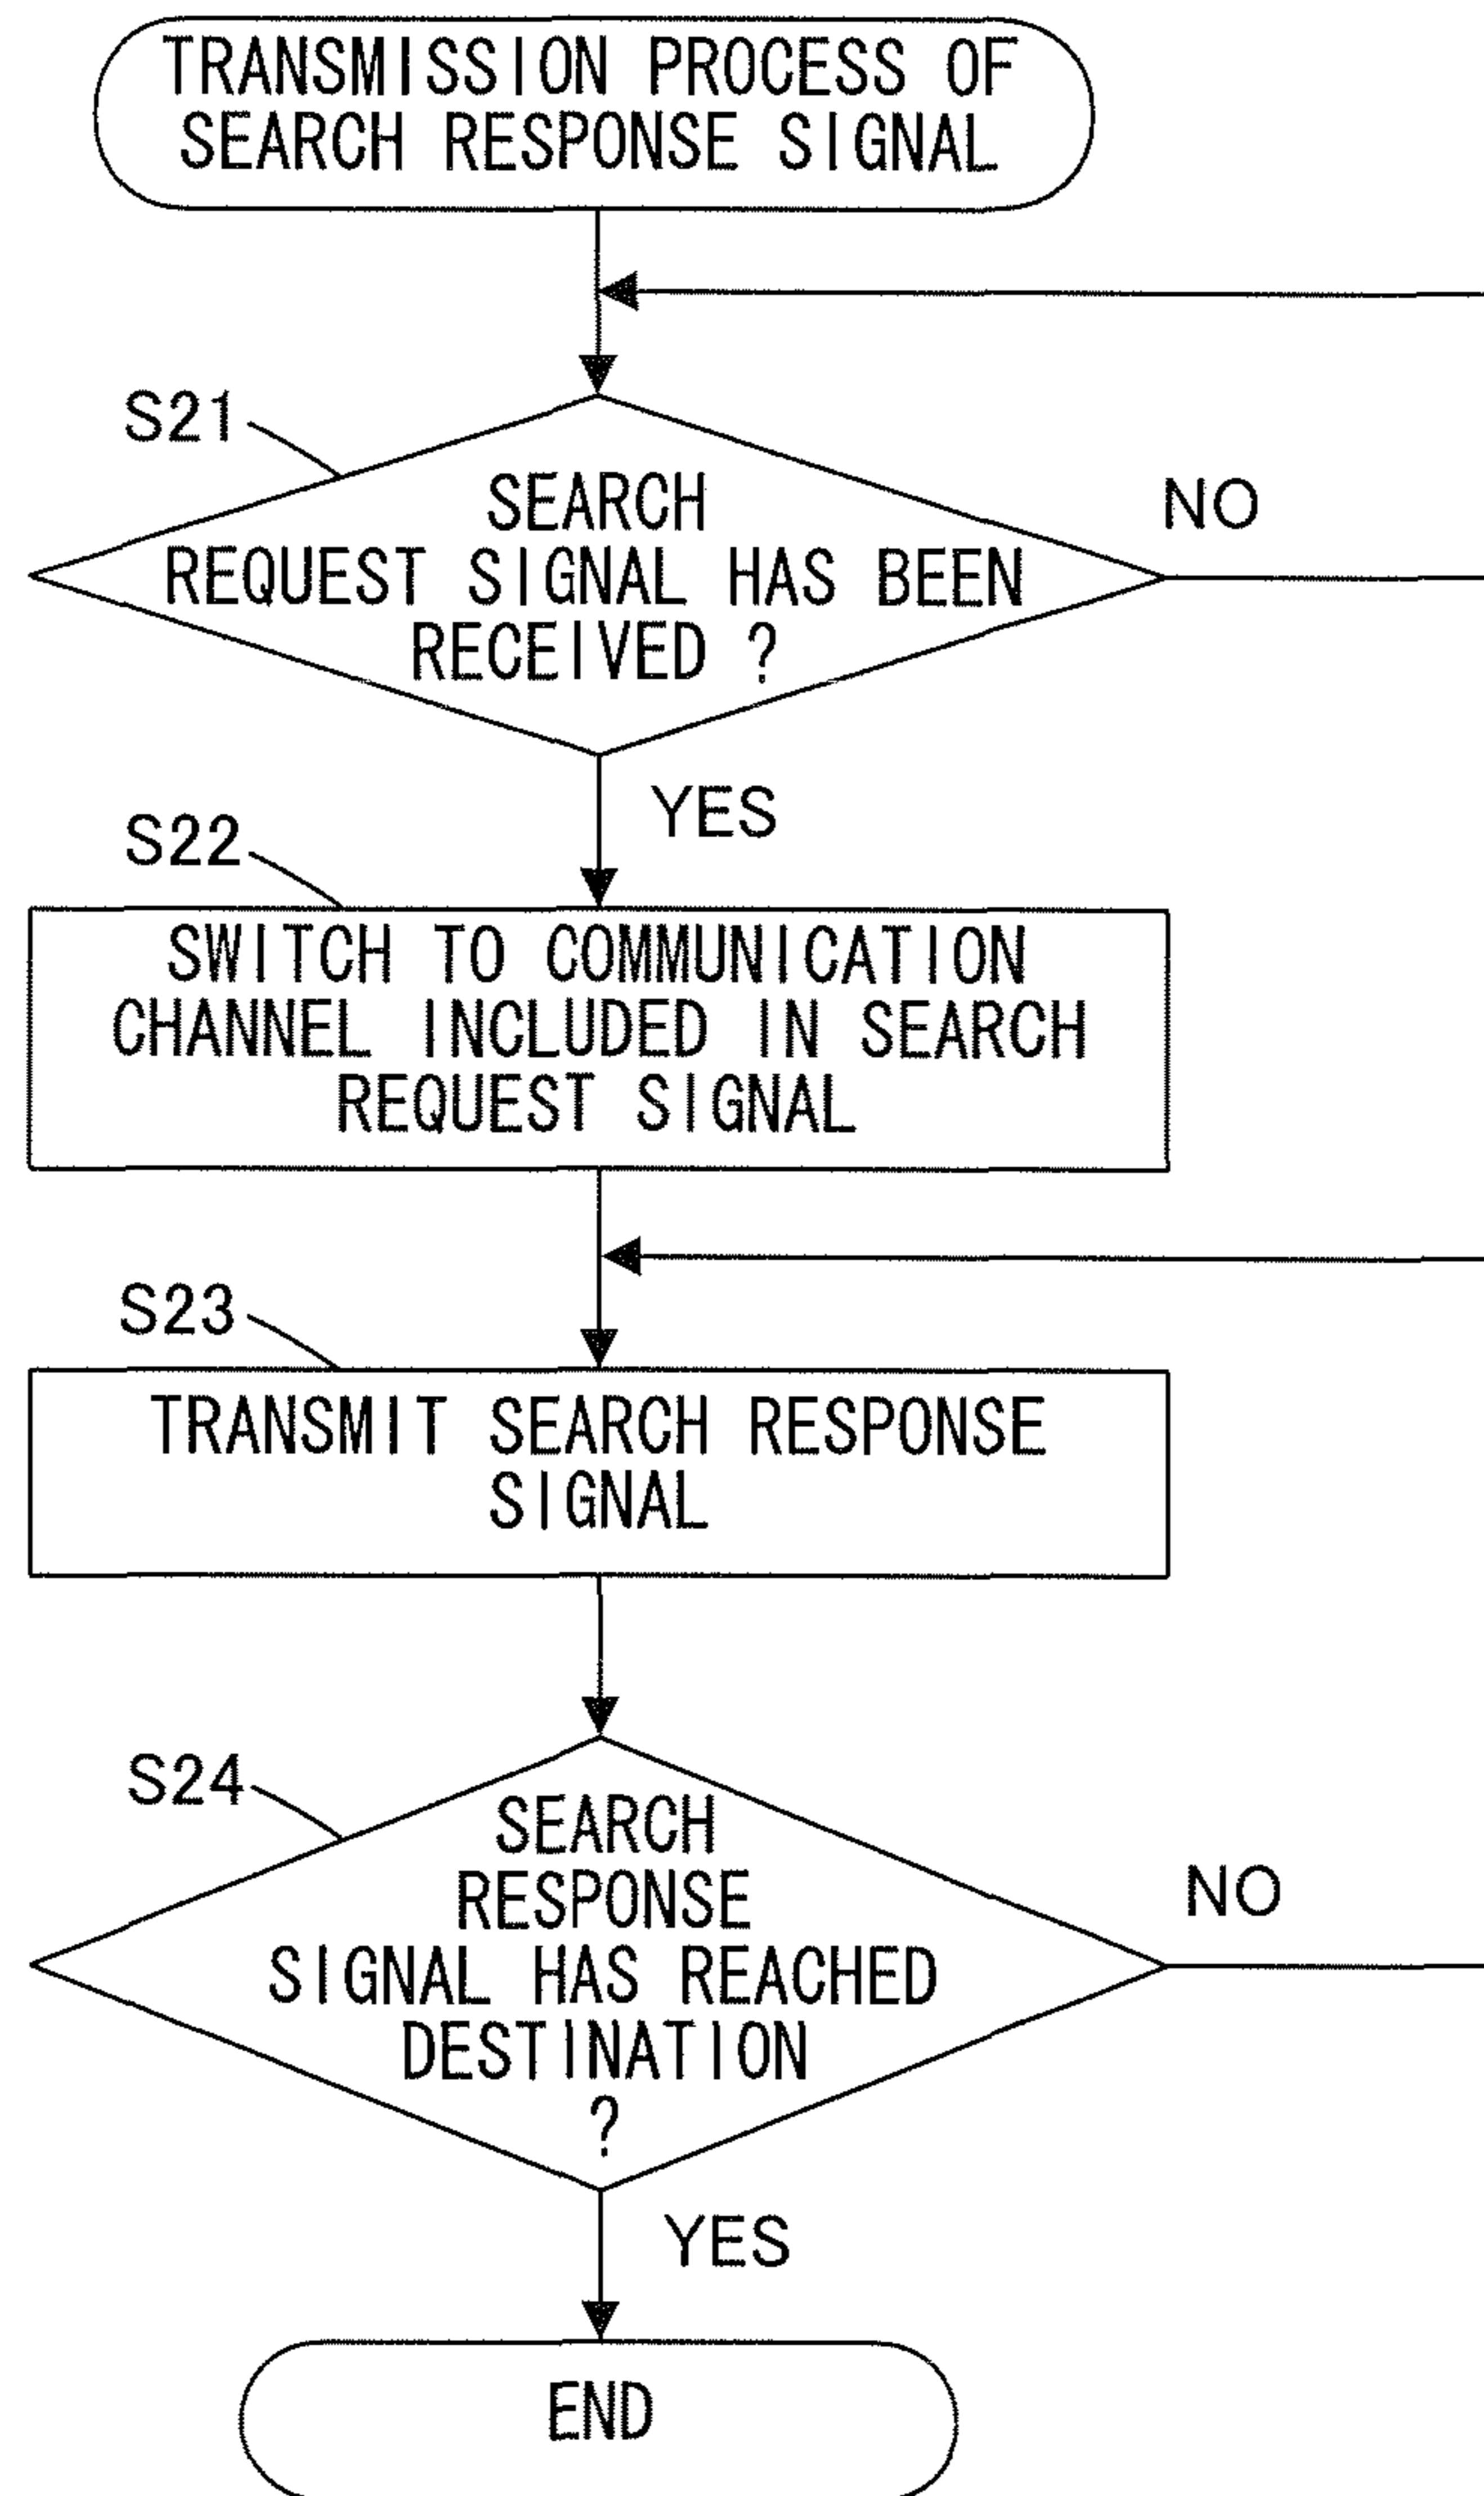 TRANSMISSION PROCESS OF
SEARCH RESPONSE SIGNAL
S21
SEARCH
REQUEST SIGNAL HAS BEEN
RECEIVED ?
NO
YES
S22
SWITCH TO COMMUNICATION
CHANNEL INCLUDED IN SEARCH
REQUEST SIGNAL
S23
TRANSMIT SEARCH RESPONSE
SIGNAL
S24
SEARCH
RESPONSE
SIGNAL HAS REACHED
DESTINATION
?
NO
YES
END